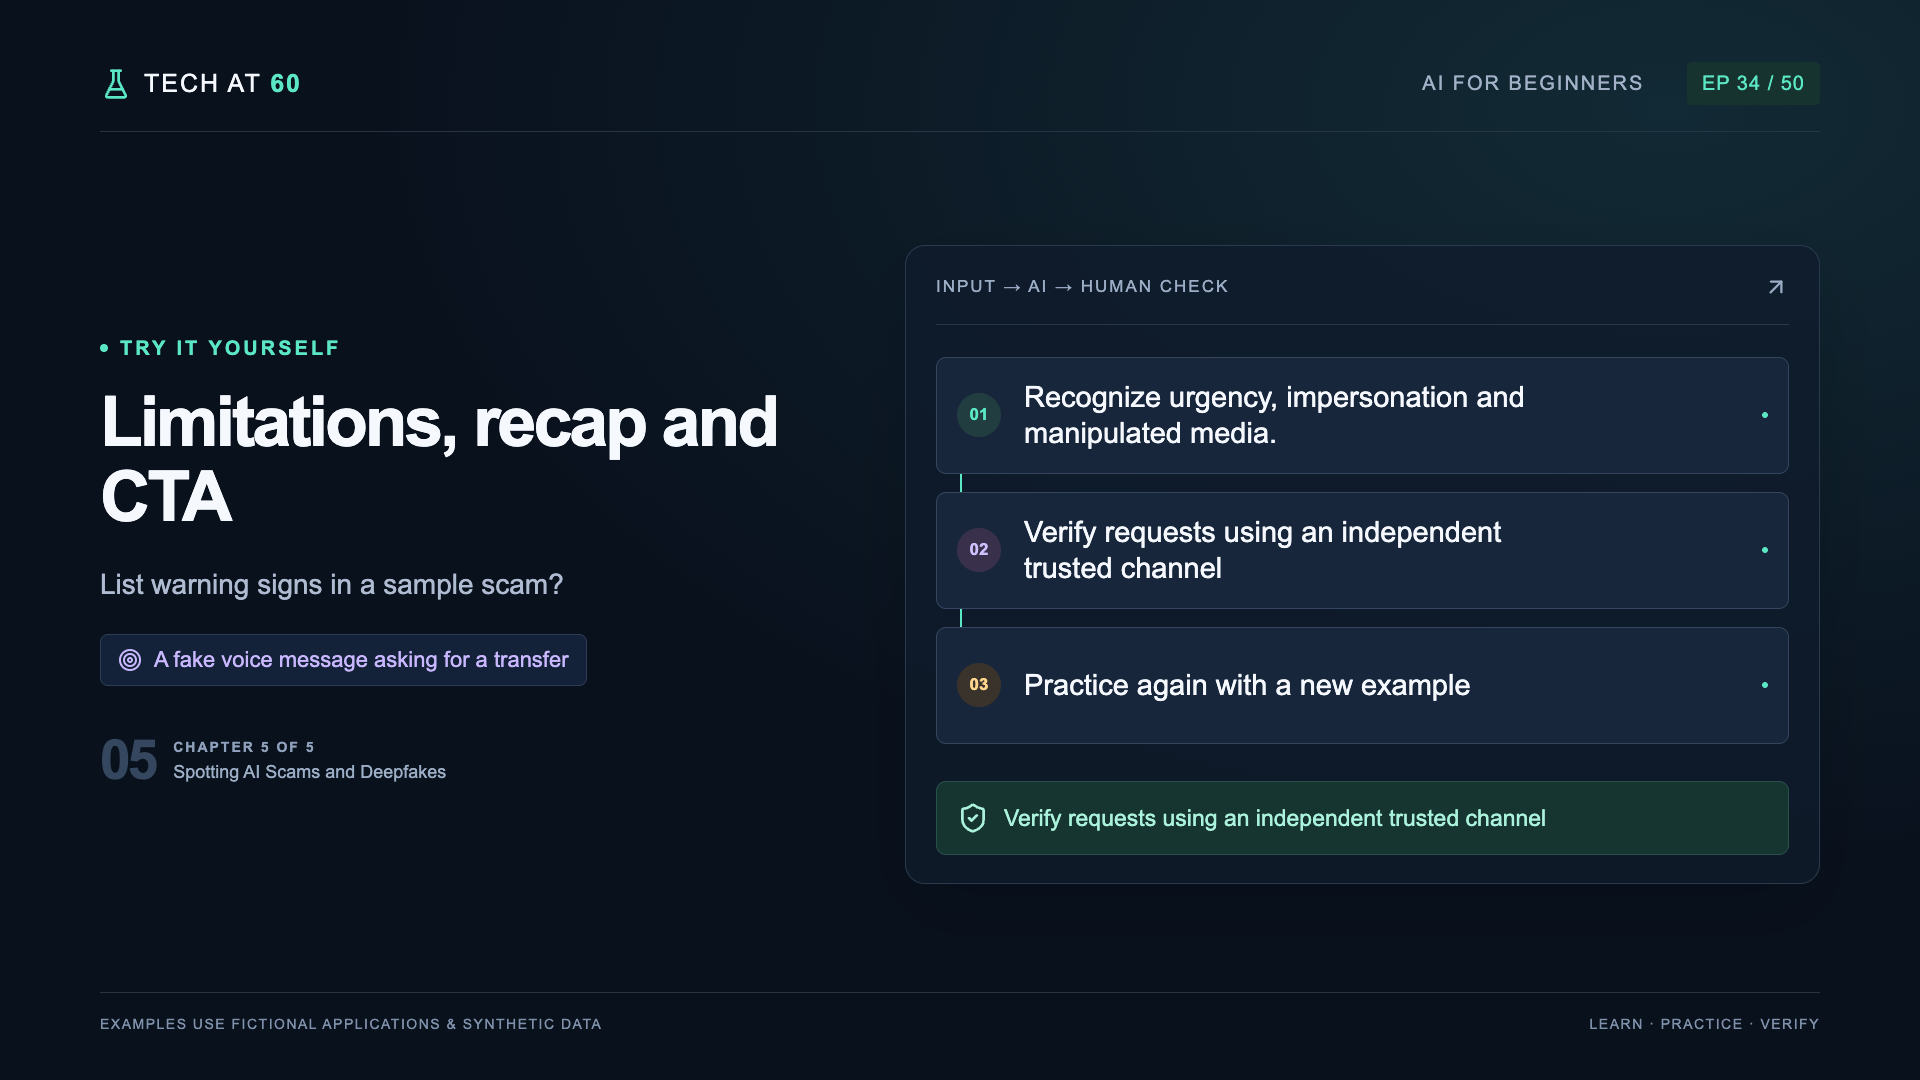 TECH AT 60
AI FOR BEGINNERS
EP 34 / 50
• TRY IT YOURSELF
Limitations, recap and
CTA
List warning signs in a sample scam?
A fake voice message asking for a transfer
05
CHAPTER 5 OF 5
Spotting AI Scams and Deepfakes
INPUT → AI → HUMAN CHECK
01
Recognize urgency, impersonation and
manipulated media.
02
Verify requests using an independent
trusted channel
03
Practice again with a new example
Verify requests using an independent trusted channel
EXAMPLES USE FICTIONAL APPLICATIONS & SYNTHETIC DATA
LEARN · PRACTICE · VERIFY